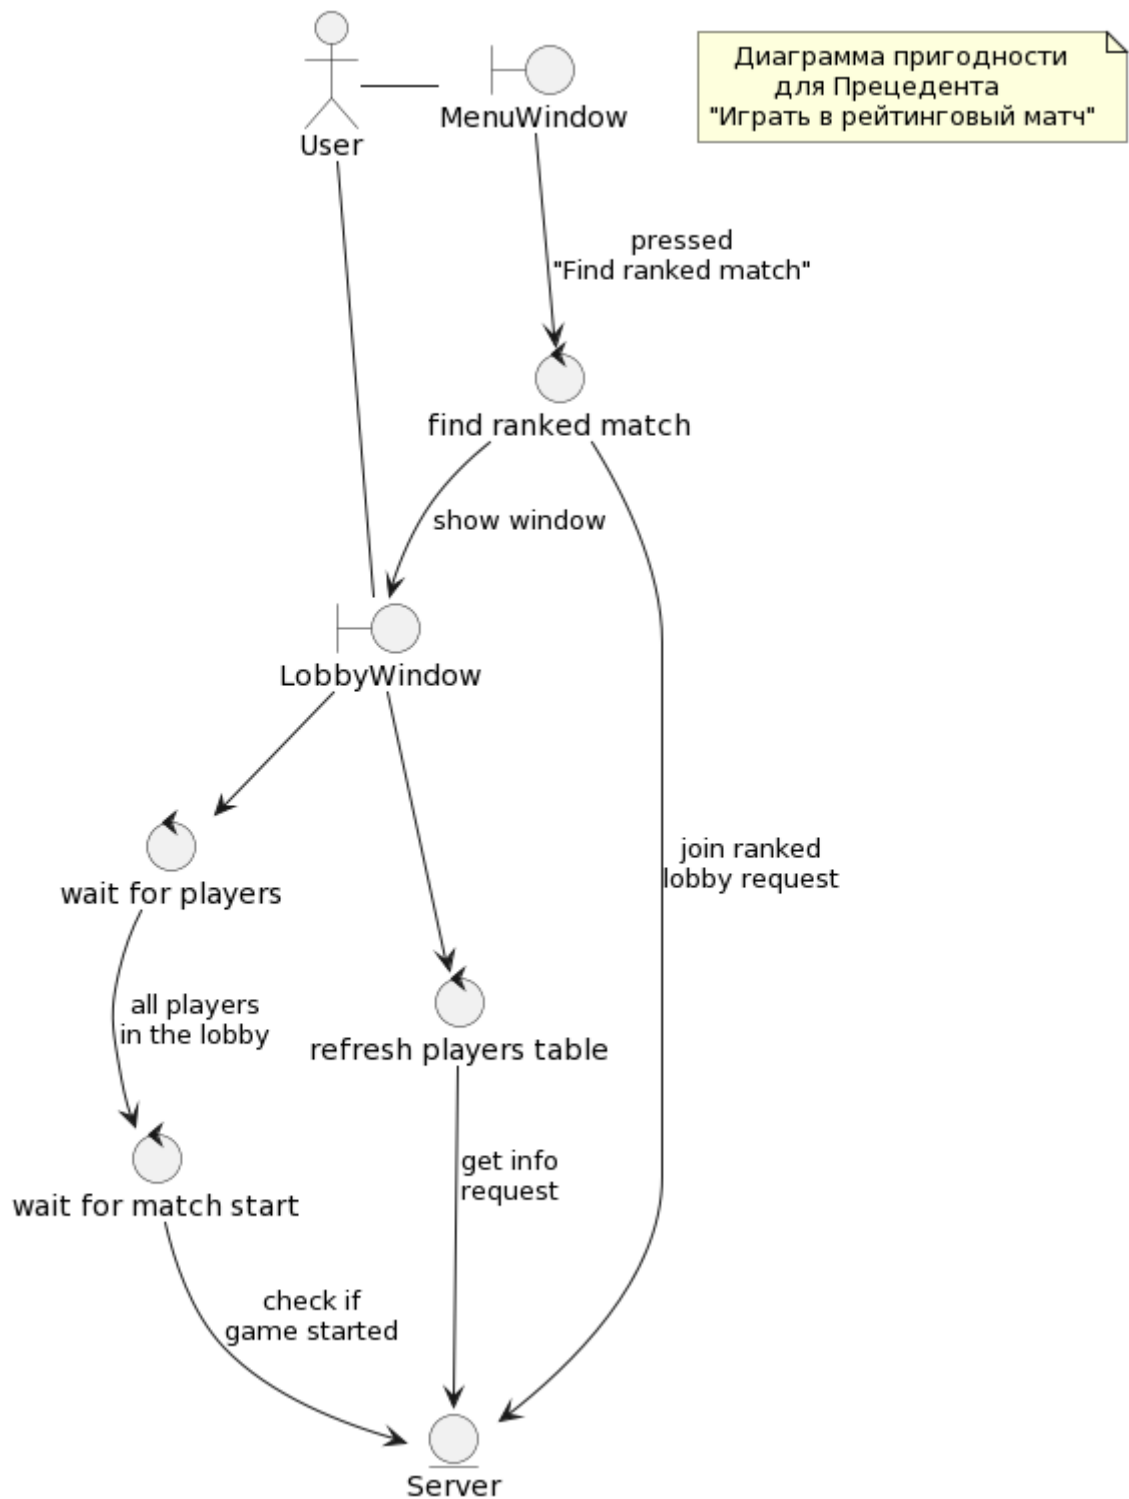 Диаграмма пригодности
для Прецедента
"Играть в рейтинговый матч"
User
MenuWindow
pressed
"Find ranked match"
find ranked match
show window
LobbyWindow
join ranked
lobby request
wait for players
all players
in the lobby
refresh players table
get info
request
wait for match start
check if
game started
Server